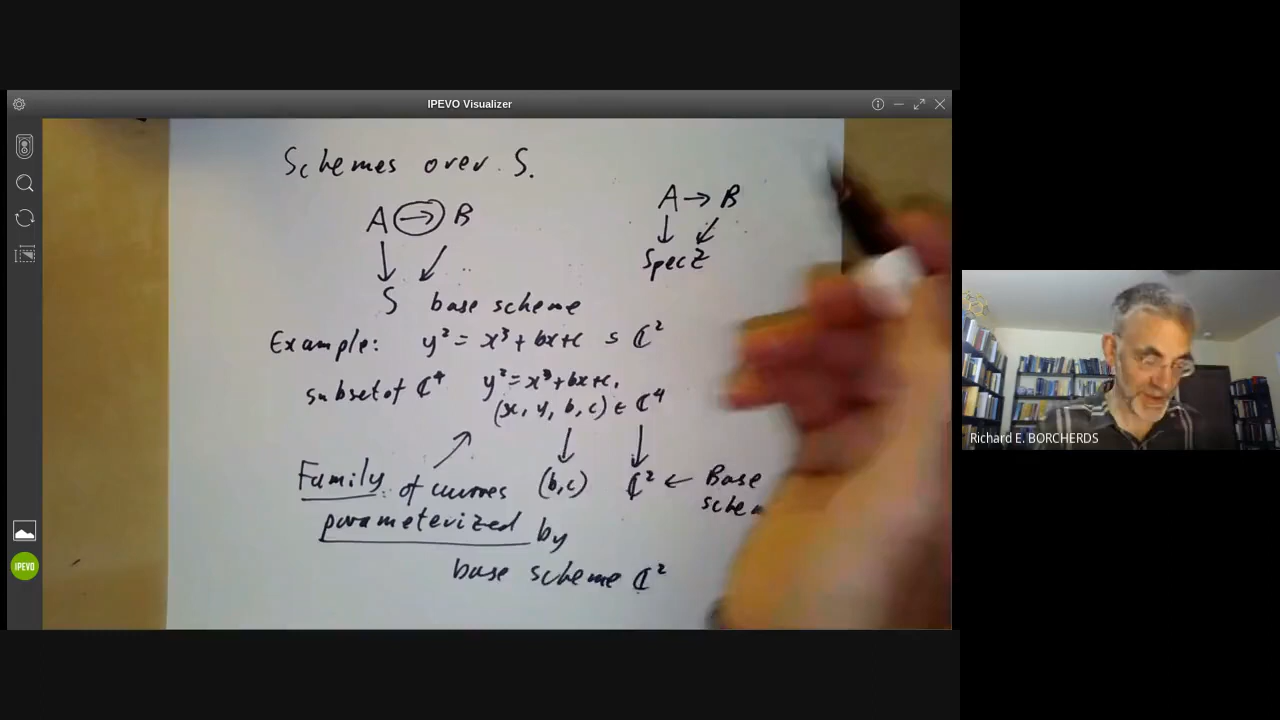 IPEVO Visualizer
Schemes over S.
A → B
↓ ↙
S base scheme
A → B
↓ ↙
Spec Z
Example: y² = x³ + bx+c ⊆ ℂ²
subset of ℂ⁴ y² = x³ + bx+c,
(x, y, b, c) ∈ ℂ⁴
↓ ↓
Family of curves (b,c) ℂ² ← Base
parameterized by
base scheme ℂ²
Richard E. BORCHERDS
IPEVO